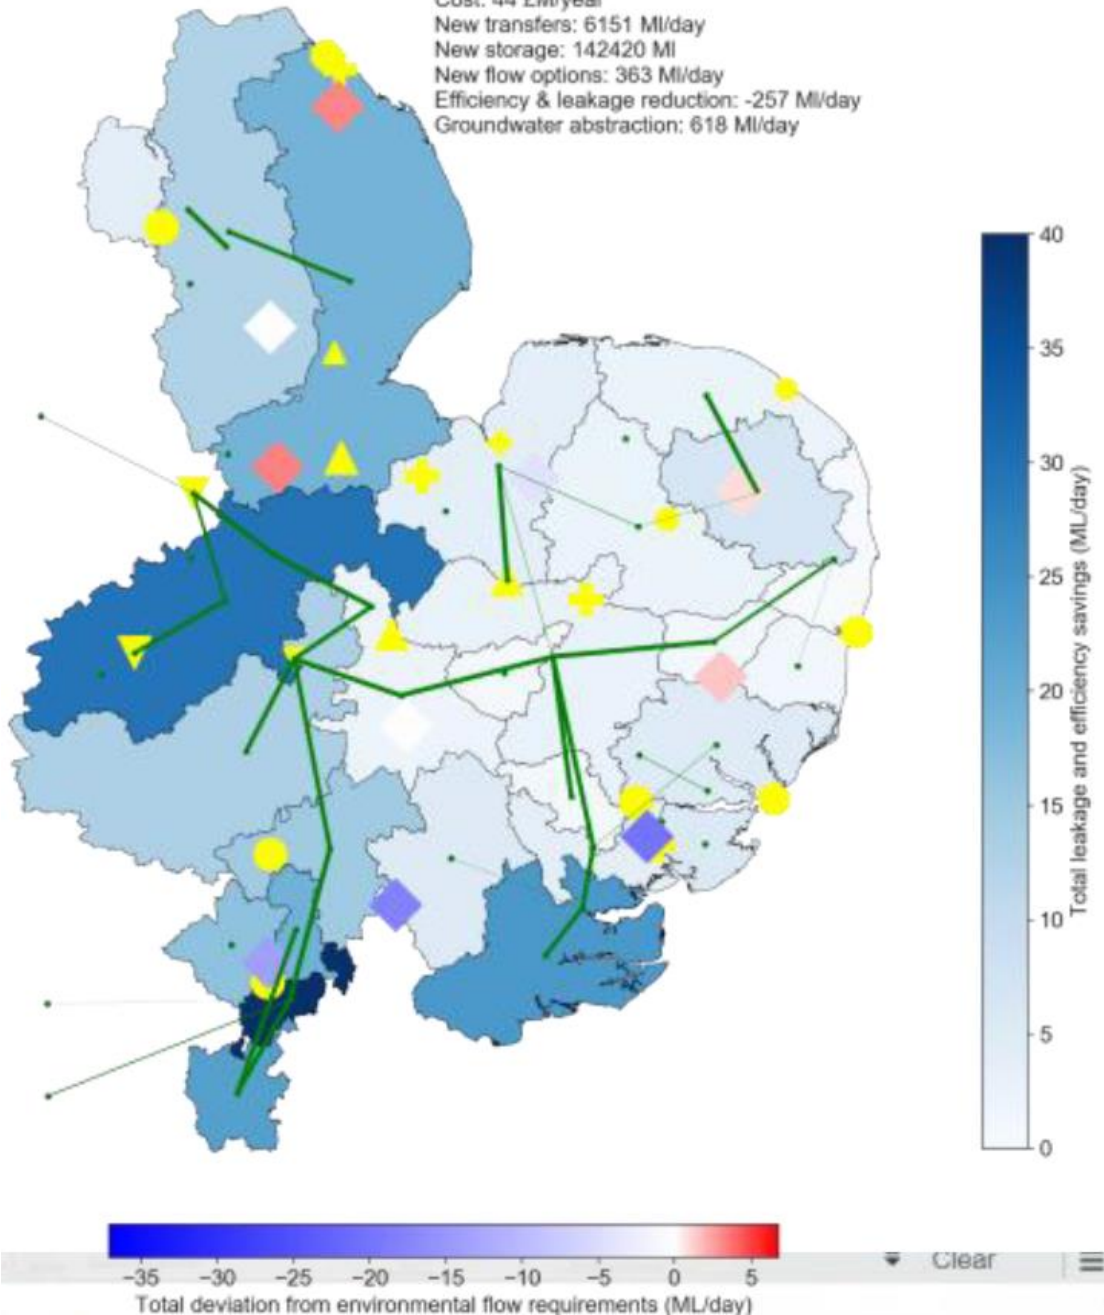 Cost: 44 £M/year
New transfers: 6151 Ml/day
New storage: 142420 Ml
New flow options: 363 Ml/day
Efficiency & leakage reduction: -257 Ml/day
Groundwater abstraction: 618 Ml/day
40
35
30
25
20
15
10
5
0
Total leakage and efficiency savings (ML/day)
Clear
−35 −30 −25 −20 −15 −10 −5 0 5
Total deviation from environmental flow requirements (ML/day)